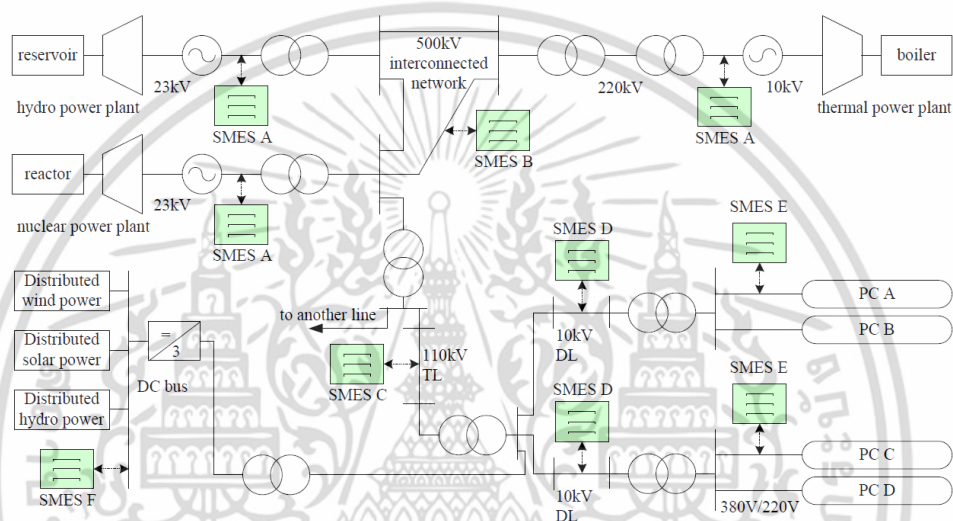 reservoir
hydro power plant
23kV
SMES A
500kV
interconnected
network
220kV
10kV
SMES A
boiler
thermal power plant
SMES B
reactor
nuclear power plant
23kV
SMES A
Distributed
wind power
Distributed
solar power
Distributed
hydro power
=
3
DC bus
SMES F
to another line
110kV
TL
SMES C
SMES D
10kV
DL
SMES E
PC A
PC B
SMES D
10kV
DL
SMES E
PC C
PC D
380V/220V